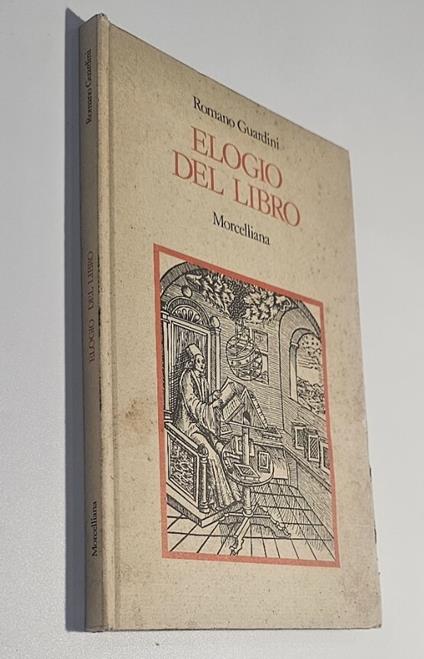 Romano Guardini
ELOGIO
DEL LIBRO
Morcelliana
Romano Guardini
ELOGIO DEL LIBRO
Morcelliana